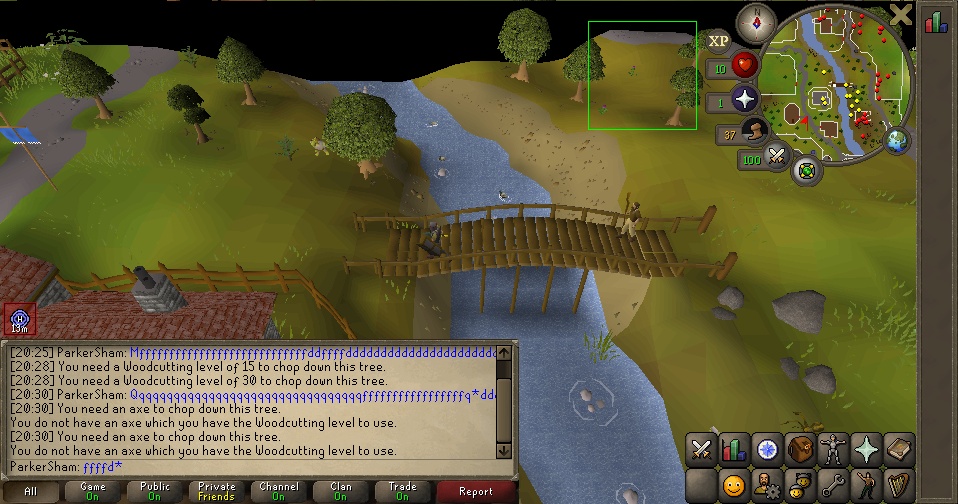 XP
N
10
1
37
100
13m
[20:25] ParkerSham:
[20:28] You need a Woodcutting level of 15 to chop down this tree.
[20:28] You need a Woodcutting level of 30 to chop down this tree.
[20:30] ParkerSham:
[20:30] You need an axe to chop down this tree.
You do not have an axe which you have the Woodcutting level to use.
[20:30] You need an axe to chop down this tree.
You do not have an axe which you have the Woodcutting level to use.
ParkerSham: ffffd*
All
Game
On
Public
On
Private
Friends
Channel
On
Clan
On
Trade
On
Report